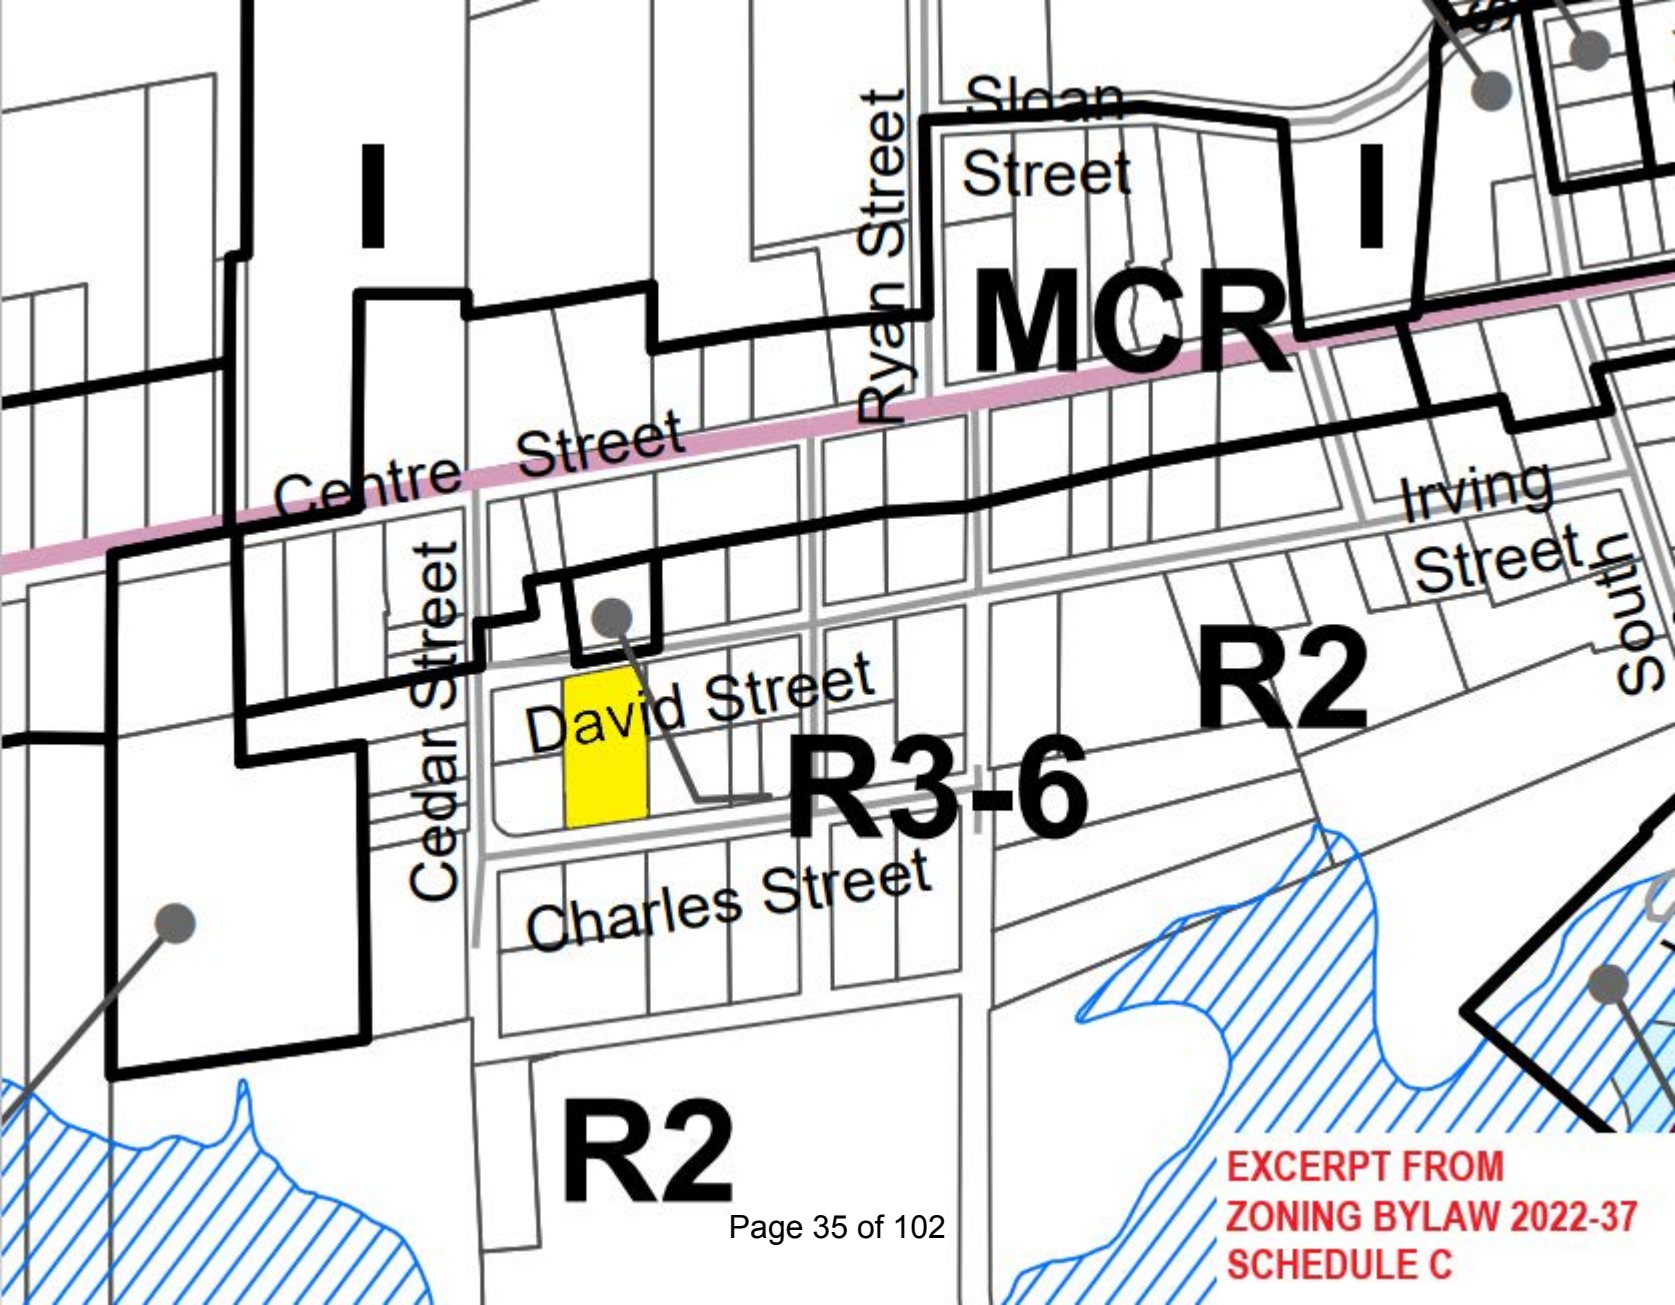 S
I
Sloan
Street
Ryan Street
I
MCR
Centre Street
Irving
Street
South
Cedar Street
David Street
R2
R3-6
Charles Street
R2
Page 35 of 102
EXCERPT FROM
ZONING BYLAW 2022-37
SCHEDULE C